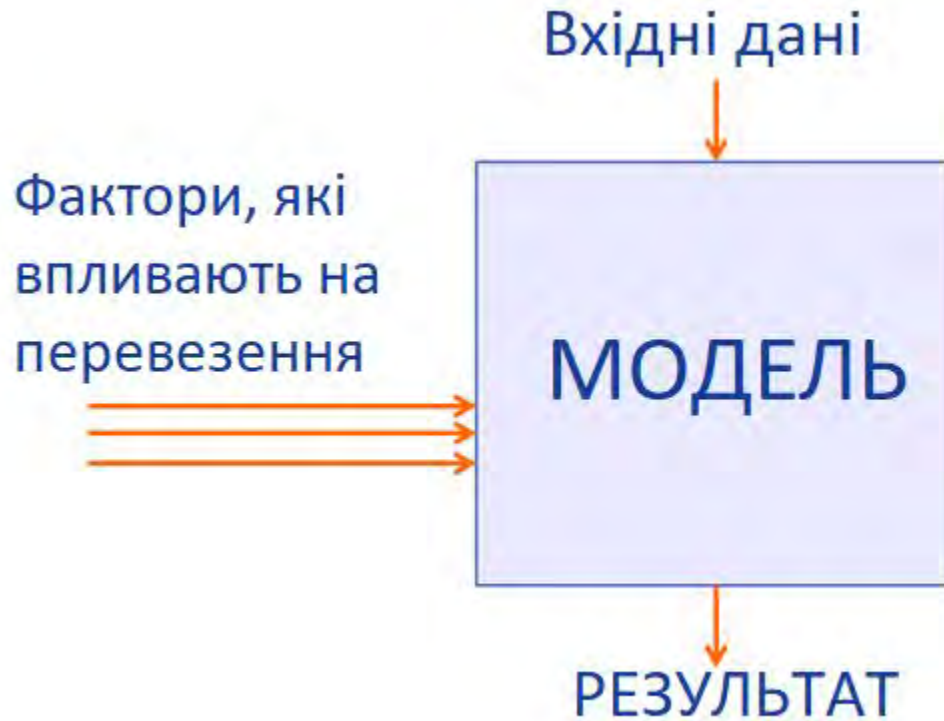 Вхідні дані
Фактори, які
впливають на
перевезення
МОДЕЛЬ
РЕЗУЛЬТАТ